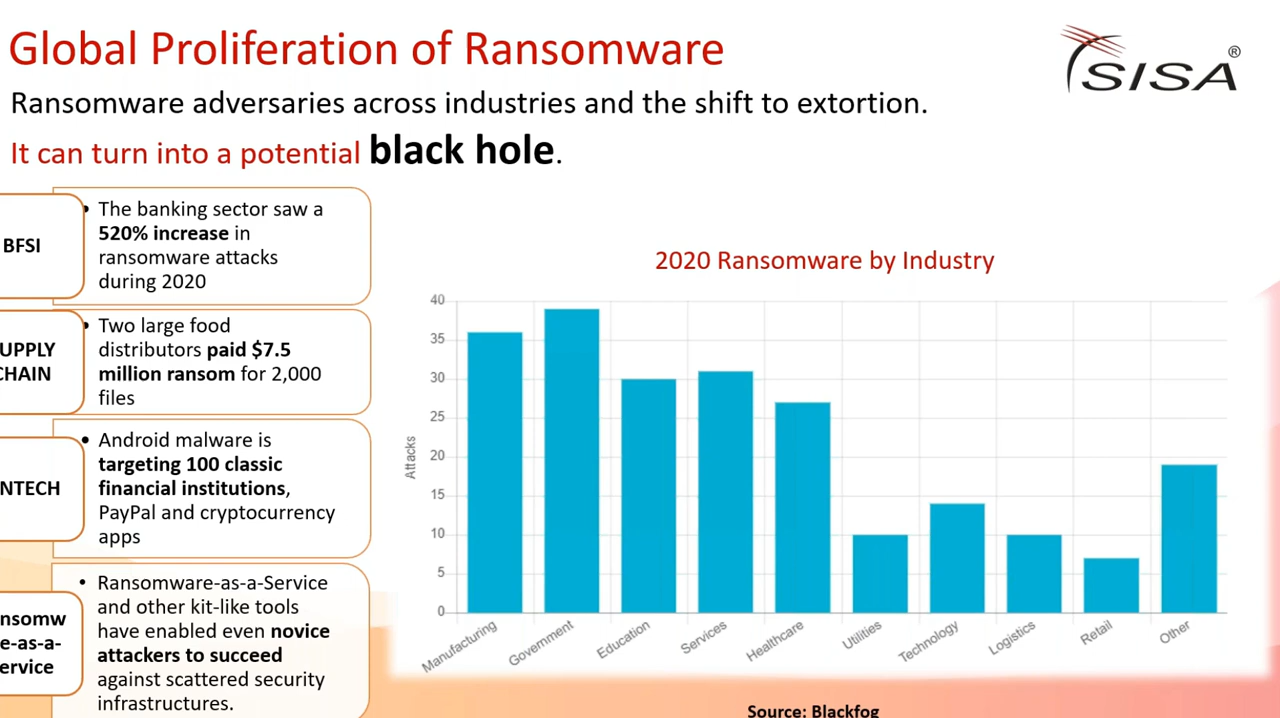 Global Proliferation of Ransomware
SISA®
Ransomware adversaries across industries and the shift to extortion.
It can turn into a potential black hole.
BFSI
• The banking sector saw a
520% increase in
ransomware attacks
during 2020
UPPLY
CHAIN
• Two large food
distributors paid $7.5
million ransom for 2,000
files
NTECH
• Android malware is
targeting 100 classic
financial institutions,
PayPal and cryptocurrency
apps
nsomw
e-as-a-
ervice
• Ransomware-as-a-Service
and other kit-like tools
have enabled even novice
attackers to succeed
against scattered security
infrastructures.
2020 Ransomware by Industry
Attacks
40
35
30
25
20
15
10
5
0
Manufacturing
Government
Education
Services
Healthcare
Utilities
Technology
Logistics
Retail
Other
Source: Blackfog